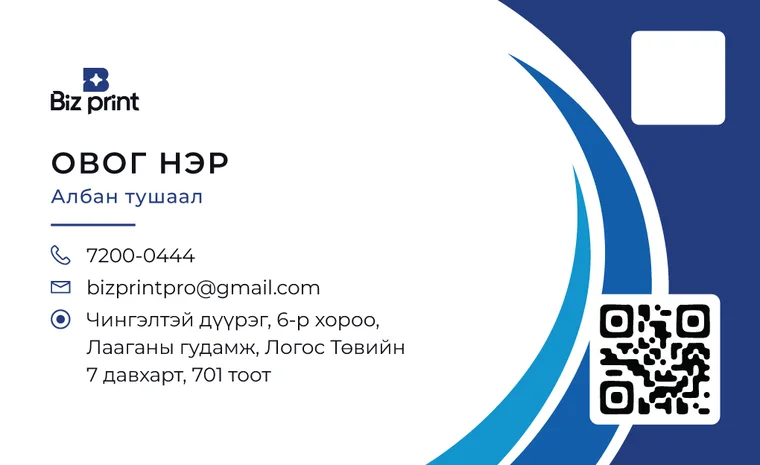 Biz print
ОВОГ НЭР
Албан тушаал
7200-0444
bizprintpro@gmail.com
Чингэлтэй дүүрэг, 6-р хороо,
Лааганы гудамж, Логос Төвийн
7 давхарт, 701 тоот